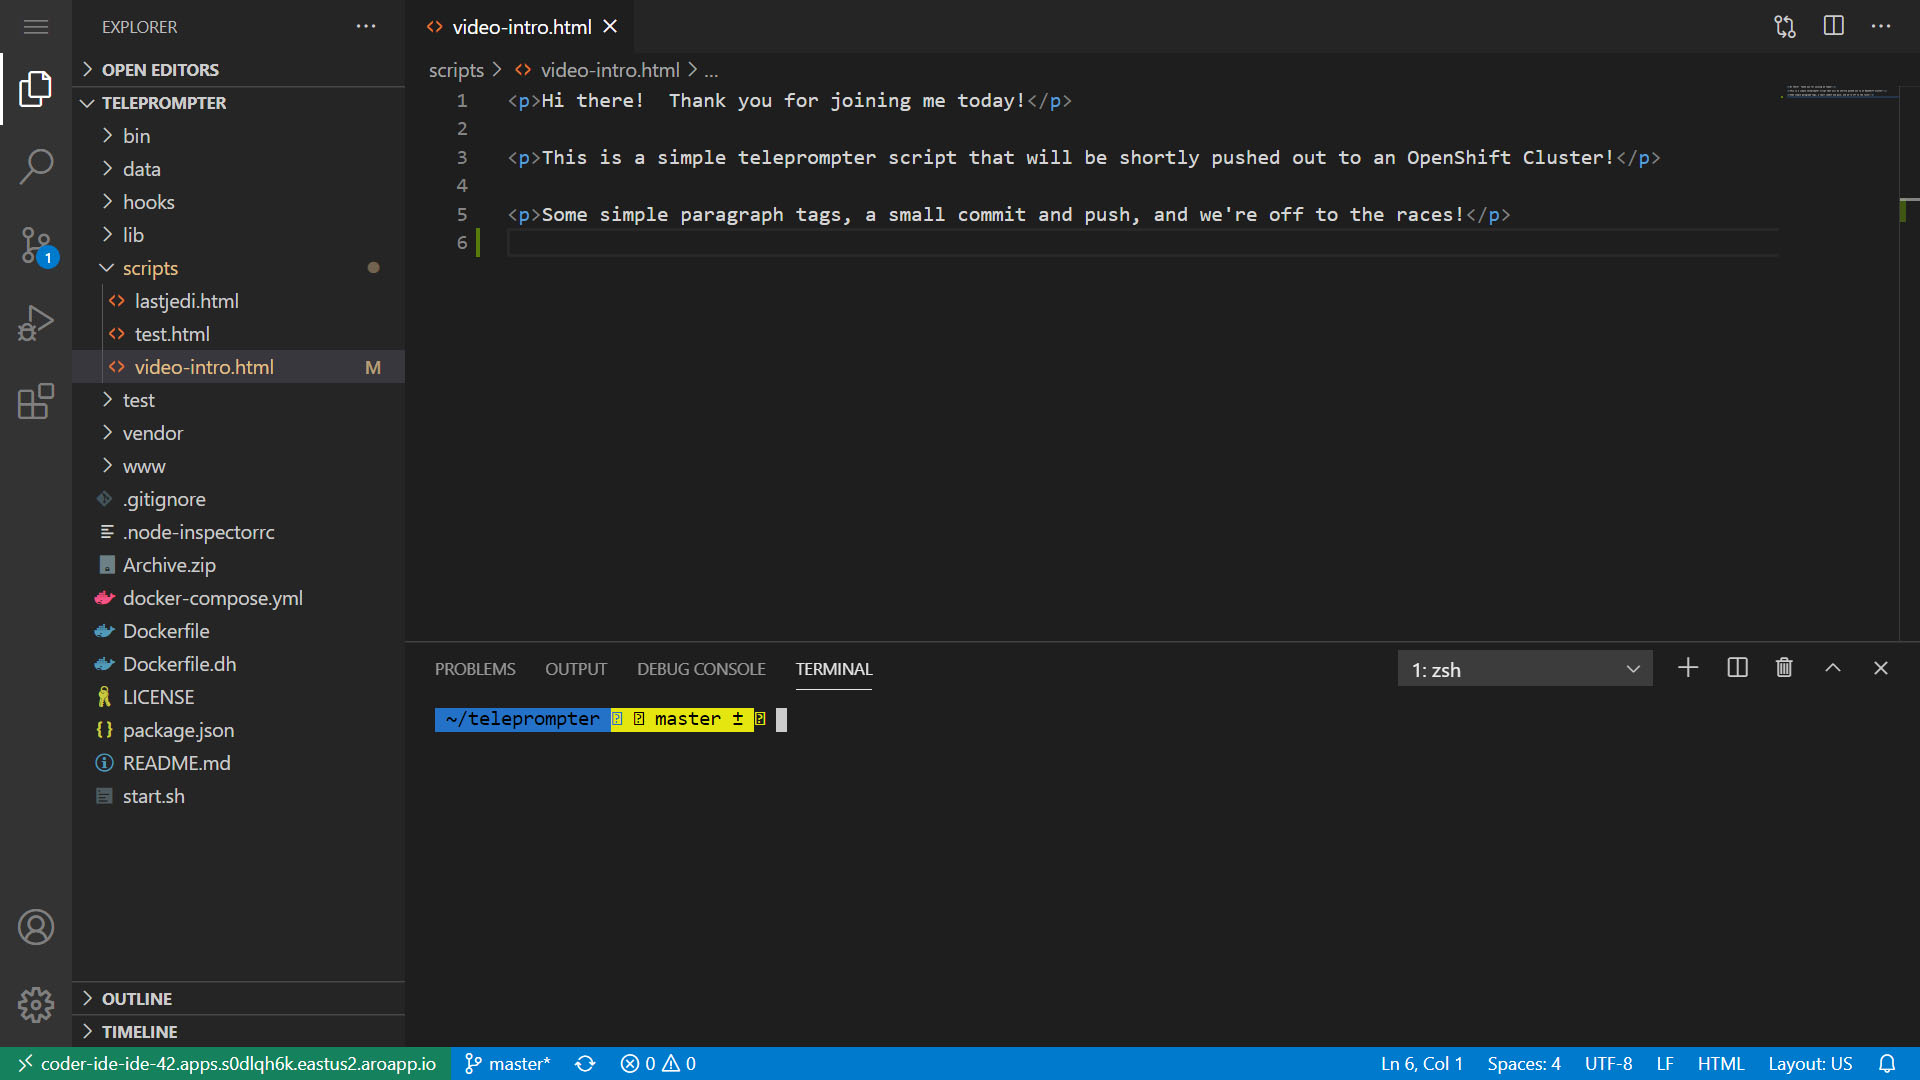 EXPLORER
OPEN EDITORS
TELEPROMPTER
bin
data
hooks
lib
scripts
lastjedi.html
test.html
video-intro.html M
test
vendor
www
.gitignore
.node-inspectorrc
Archive.zip
docker-compose.yml
Dockerfile
Dockerfile.dh
LICENSE
package.json
README.md
start.sh
OUTLINE
TIMELINE
1
video-intro.html
scripts > video-intro.html > ...
1 <p>Hi there!  Thank you for joining me today!</p>
2
3 <p>This is a simple teleprompter script that will be shortly pushed out to an OpenShift Cluster!</p>
4
5 <p>Some simple paragraph tags, a small commit and push, and we're off to the races!</p>
6
PROBLEMS OUTPUT DEBUG CONSOLE TERMINAL 1: zsh
~/teleprompter master ±
coder-ide-ide-42.apps.s0dlqh6k.eastus2.aroapp.io master* 0 0 Ln 6, Col 1 Spaces: 4 UTF-8 LF HTML Layout: US